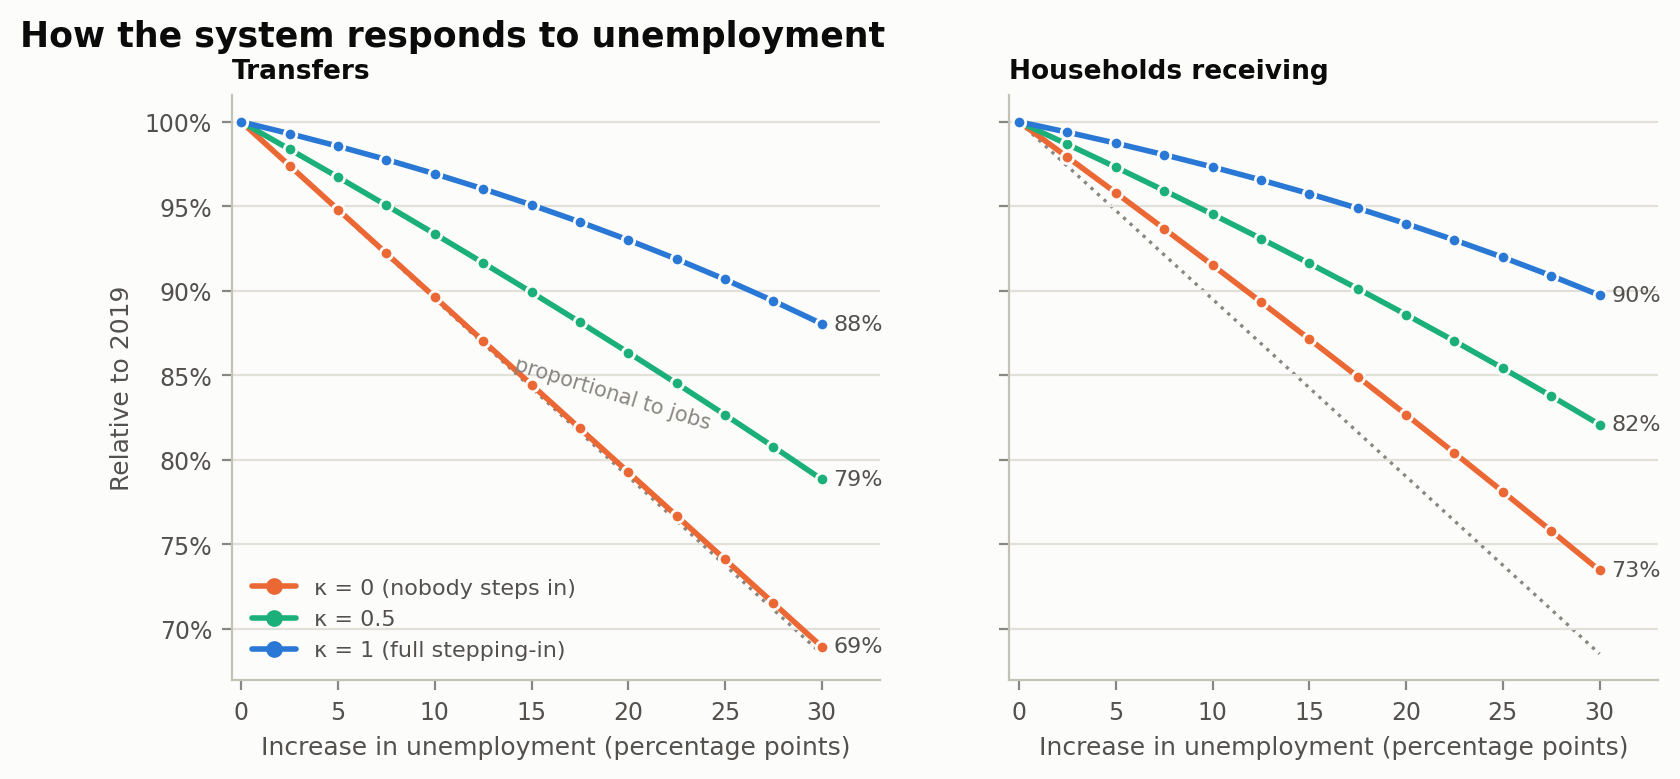 How the system responds to unemployment
Transfers
Relative to 2019
100%
95%
90%
85%
80%
75%
70%
proportional to jobs
88%
79%
69%
κ = 0 (nobody steps in)
κ = 0.5
κ = 1 (full stepping-in)
0 5 10 15 20 25 30
Increase in unemployment (percentage points)
Households receiving
90%
82%
73%
0 5 10 15 20 25 30
Increase in unemployment (percentage points)